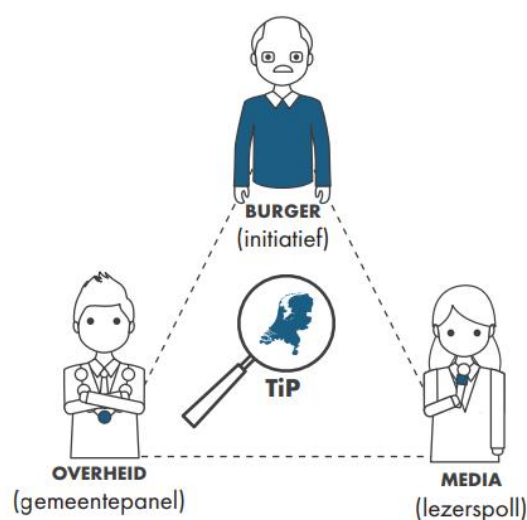 BURGER
(initiatief)
TiP
OVERHEID
(gemeentepanel)
MEDIA
(lezerspoll)